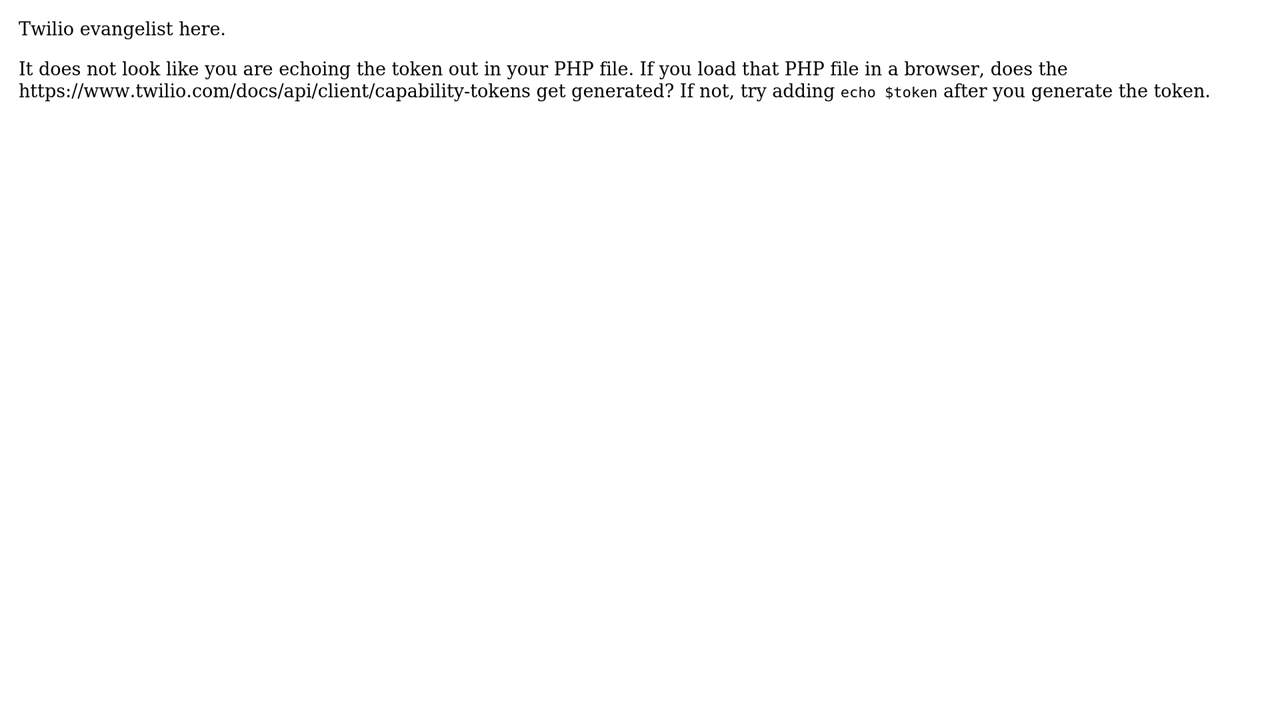 Twilio evangelist here.
It does not look like you are echoing the token out in your PHP file. If you load that PHP file in a browser, does the
https://www.twilio.com/docs/api/client/capability-tokens get generated? If not, try adding echo $token after you generate the token.